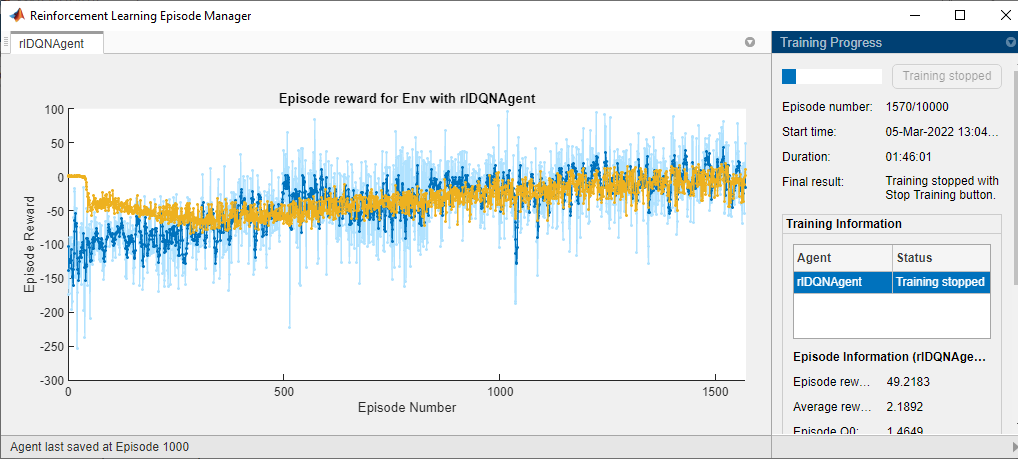 Reinforcement Learning Episode Manager
rlDQNAgent
Training Progress
Episode reward for Env with rlDQNAgent
Episode Reward
100
50
0
-50
-100
-150
-200
-250
-300
0
500
1000
1500
Episode Number
Training stopped
Episode number: 1570/10000
Start time: 05-Mar-2022 13:04...
Duration: 01:46:01
Final result: Training stopped with
Stop Training button.
Training Information
Agent Status
rlDQNAgent Training stopped
Episode Information (rlDQNAge...
Episode rew... 49.2183
Average rew... 2.1892
Episode Q0: 1.4649
Agent last saved at Episode 1000